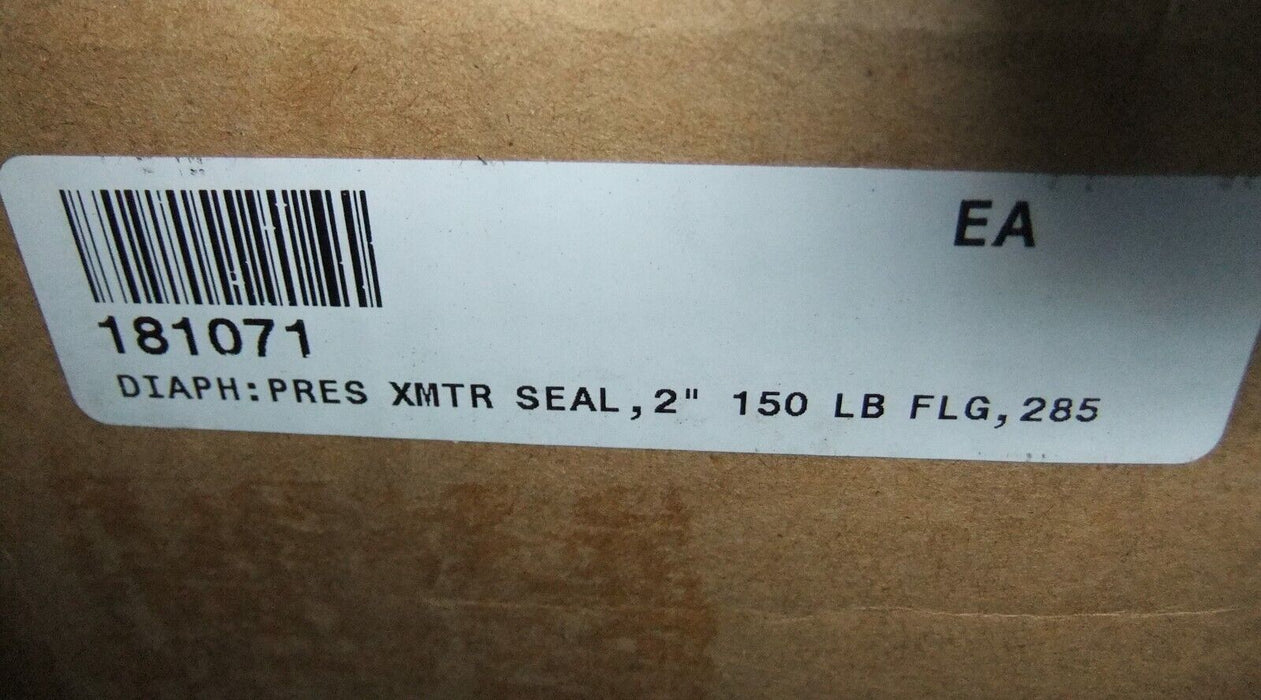 EA
181071
DIAPH:PRES XMTR SEAL,2" 150 LB FLG,285